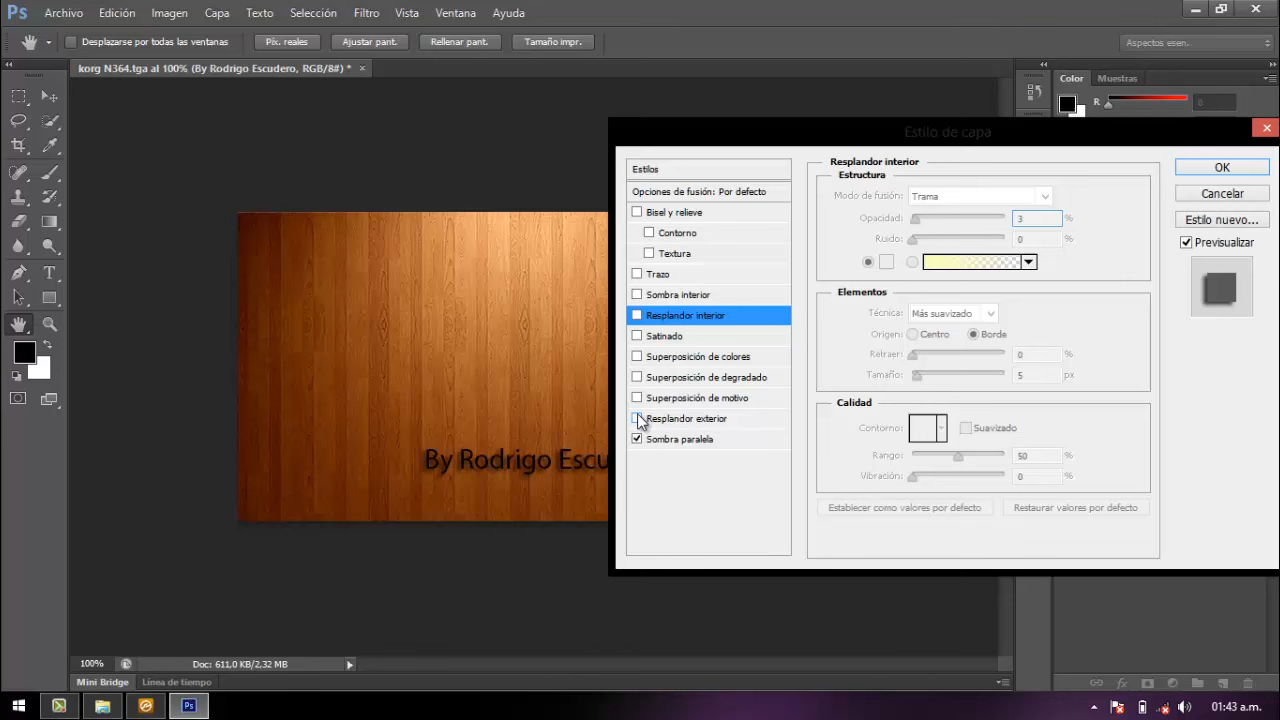 Ps Archivo Edición Imagen Capa Texto Selección Filtro Vista Ventana Ayuda
Desplazarse por todas las ventanas Píx. reales Ajustar pant. Rellenar pant. Tamaño impr. Aspectos esen.
korg N364.tga al 100% (By Rodrigo Escudero, RGB/8#) * ×
Color Muestras
R 0
Estilo de capa
Estilos
Opciones de fusión: Por defecto
Bisel y relieve
Contorno
Textura
Trazo
Sombra interior
Resplandor interior
Satinado
Superposición de colores
Superposición de degradado
Superposición de motivo
Resplandor exterior
Sombra paralela
Resplandor interior
Estructura
Modo de fusión: Trama
Opacidad: 3 %
Ruido: 0 %
Elementos
Técnica: Más suavizado
Origen: Centro Borde
Retraer: 0 %
Tamaño: 5 px
Calidad
Contorno: Suavizado
Rango: 50 %
Vibración: 0 %
Establecer como valores por defecto Restaurar valores por defecto
OK
Cancelar
Estilo nuevo...
Previsualizar
By Rodrigo Escu
100% Doc: 611,0 KB/2,32 MB
Mini Bridge Línea de tiempo
fx
Ps 01:43 a.m.